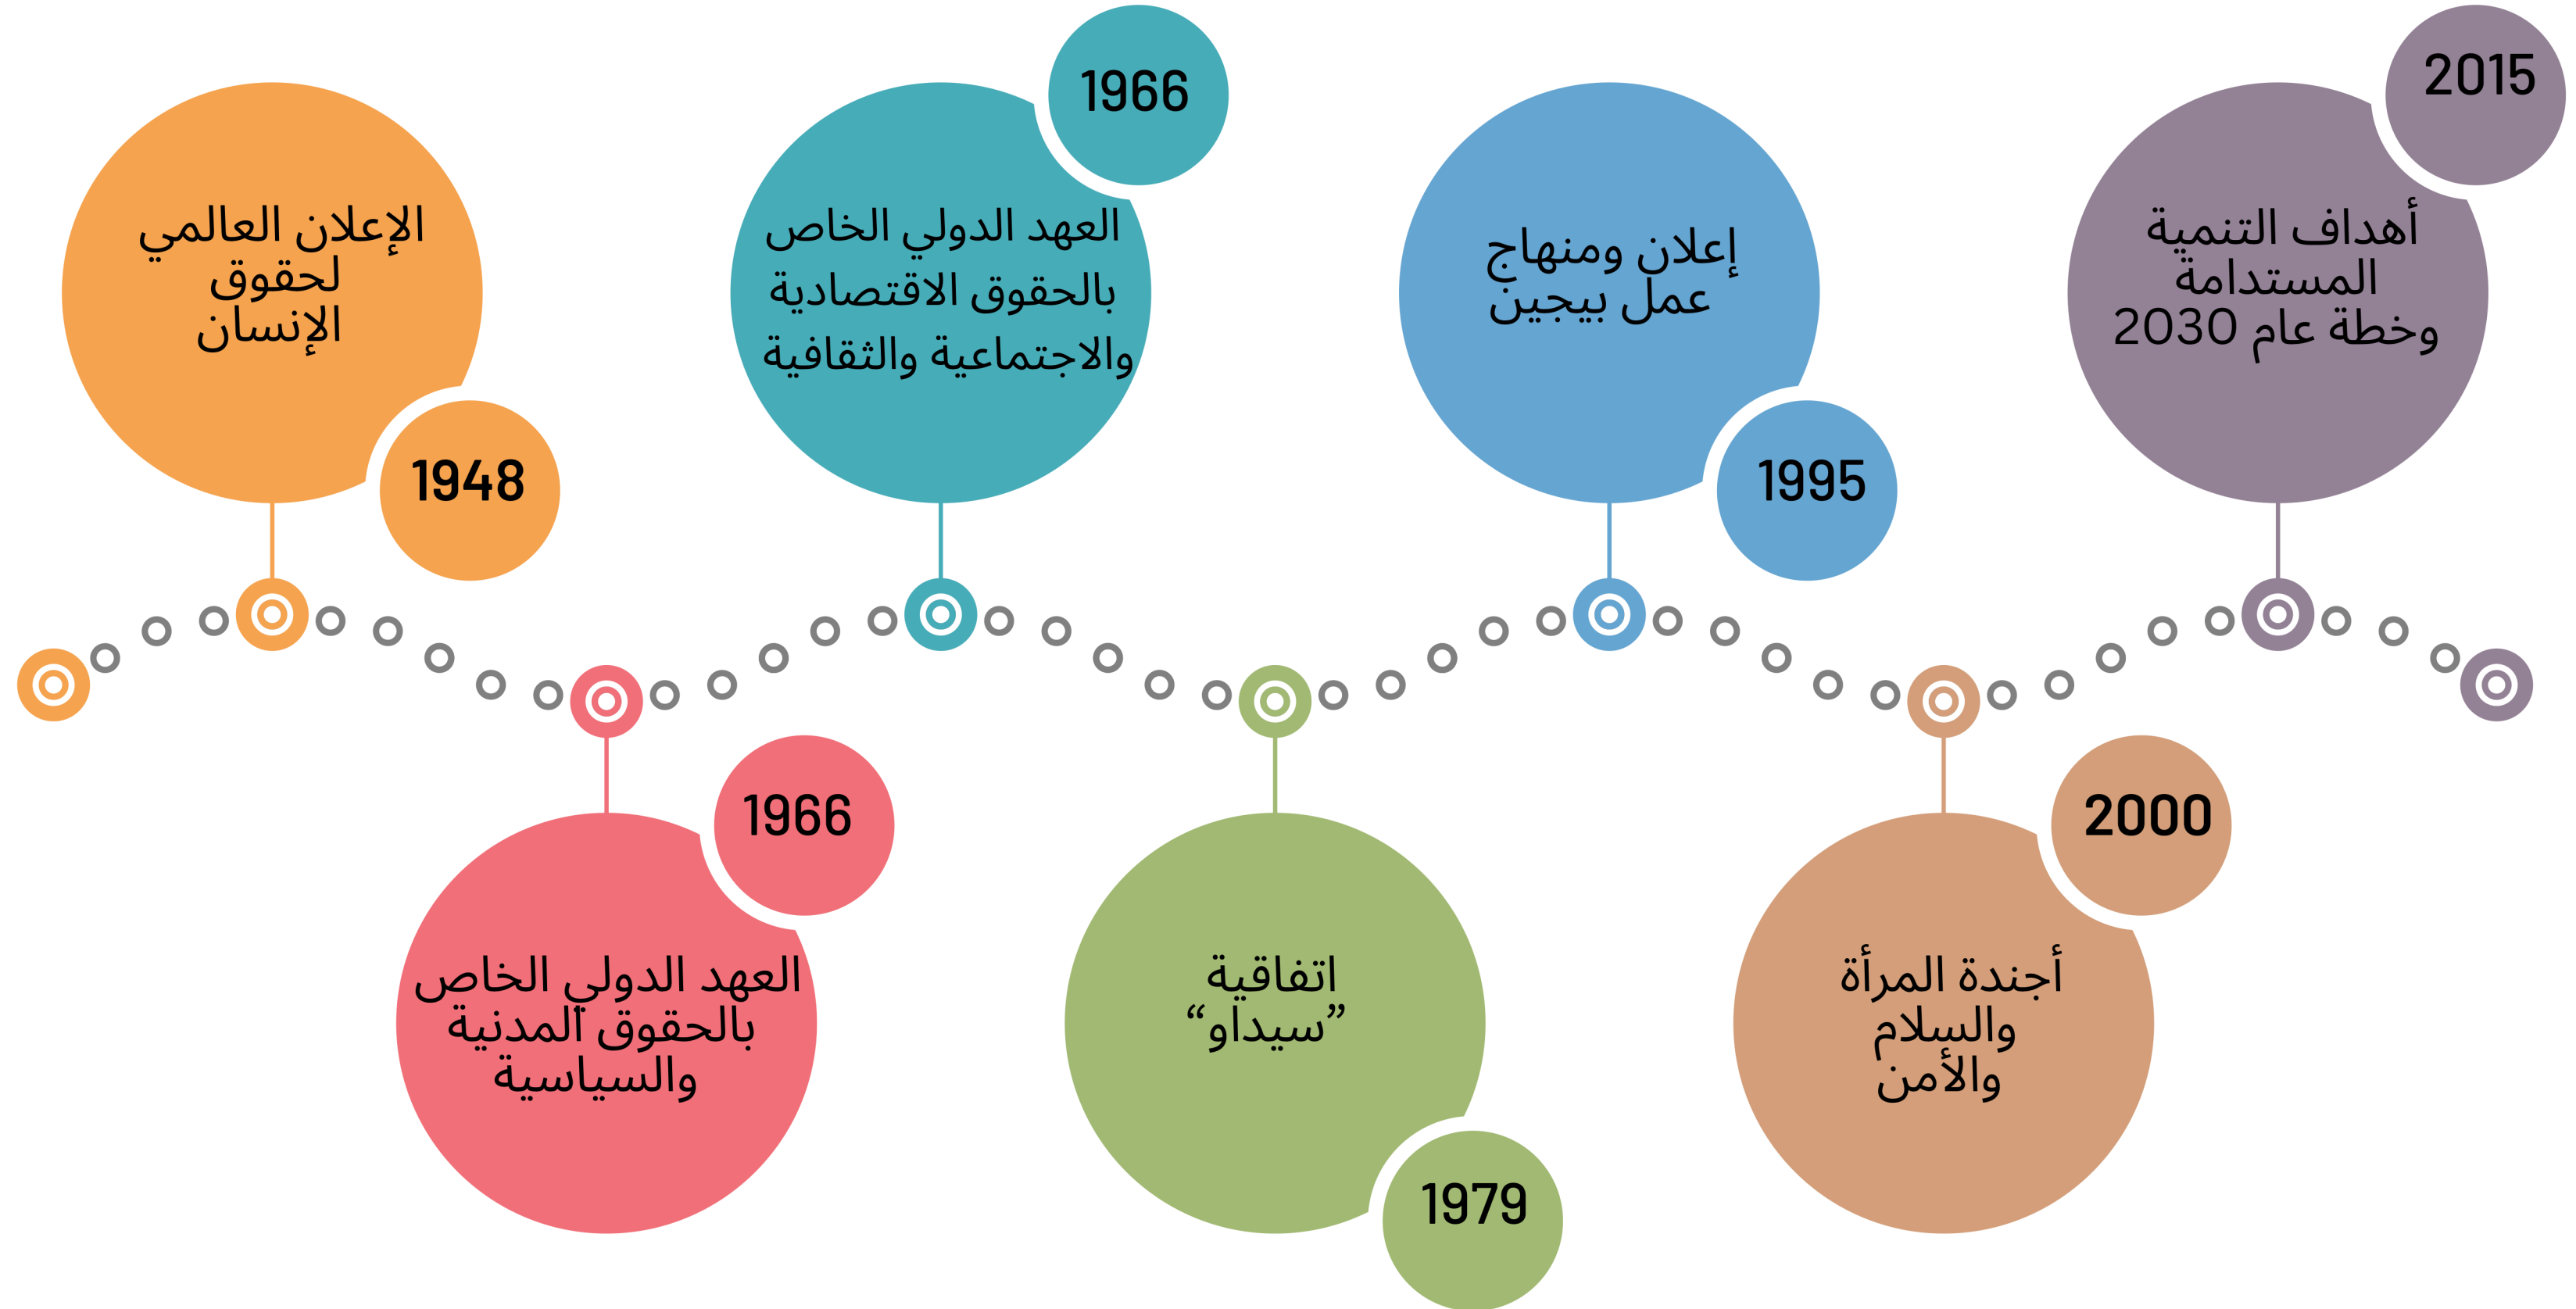 الإعلان العالمي
لحقوق
الإنسان
1948
العهد الدولي الخاص
بالحقوق المدنية
والسياسية
1966
1966
العهد الدولي الخاص
بالحقوق الاقتصادية
والاجتماعية والثقافية
اتفاقية
”سيداو“
1979
إعلان ومنهاج
عمل بيجين
1995
2000
أجندة المرأة
والسلام
والأمن
2015
أهداف التنمية
المستدامة
وخطة عام 2030